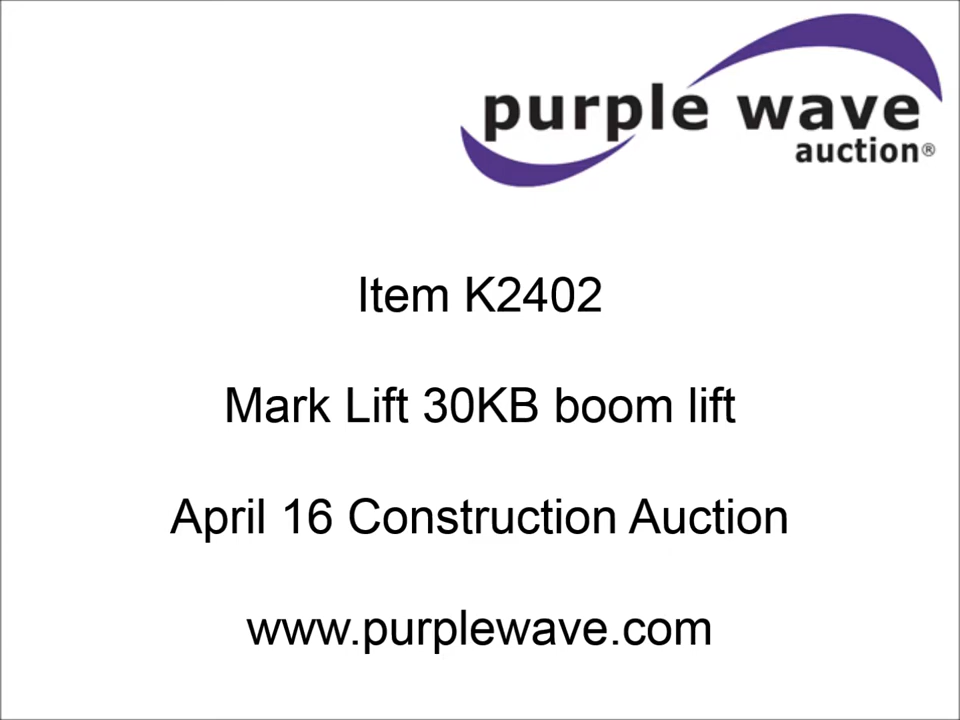 purple wave
auction®
Item K2402
Mark Lift 30KB boom lift
April 16 Construction Auction
www.purplewave.com